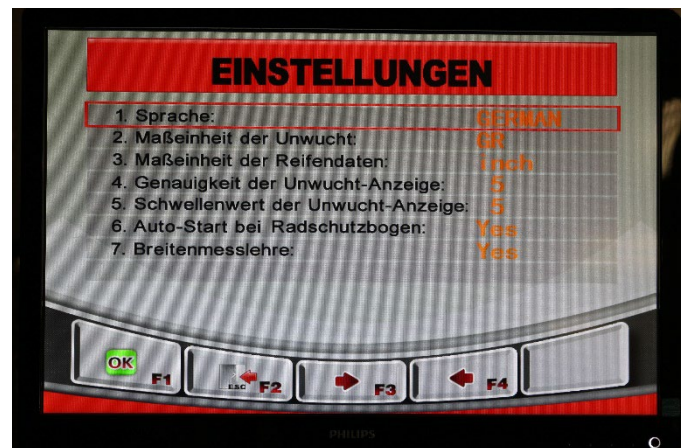 EINSTELLUNGEN
1. Sprache: GERMAN
2. Maßeinheit der Unwucht: GR
3. Maßeinheit der Reifendaten: inch
4. Genauigkeit der Unwucht-Anzeige: 5
5. Schwellenwert der Unwucht-Anzeige: 5
6. Auto-Start bei Radschutzbogen: Yes
7. Breitenmesslehre: Yes
OK F1 ESC F2 F3 F4
PHILIPS